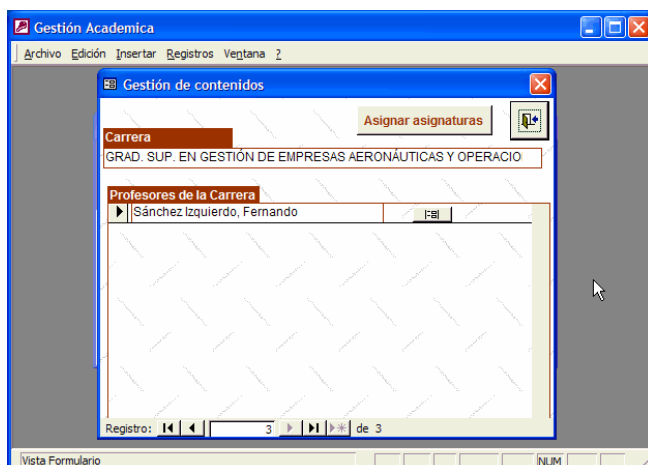 Gestión Academica
Archivo Edición Insertar Registros Ventana ?
Gestión de contenidos
Asignar asignaturas
Carrera
GRAD. SUP. EN GESTIÓN DE EMPRESAS AERONÁUTICAS Y OPERACIO
Profesores de la Carrera
Sánchez Izquierdo, Fernando
Registro: 3 de 3
Vista Formulario NUM